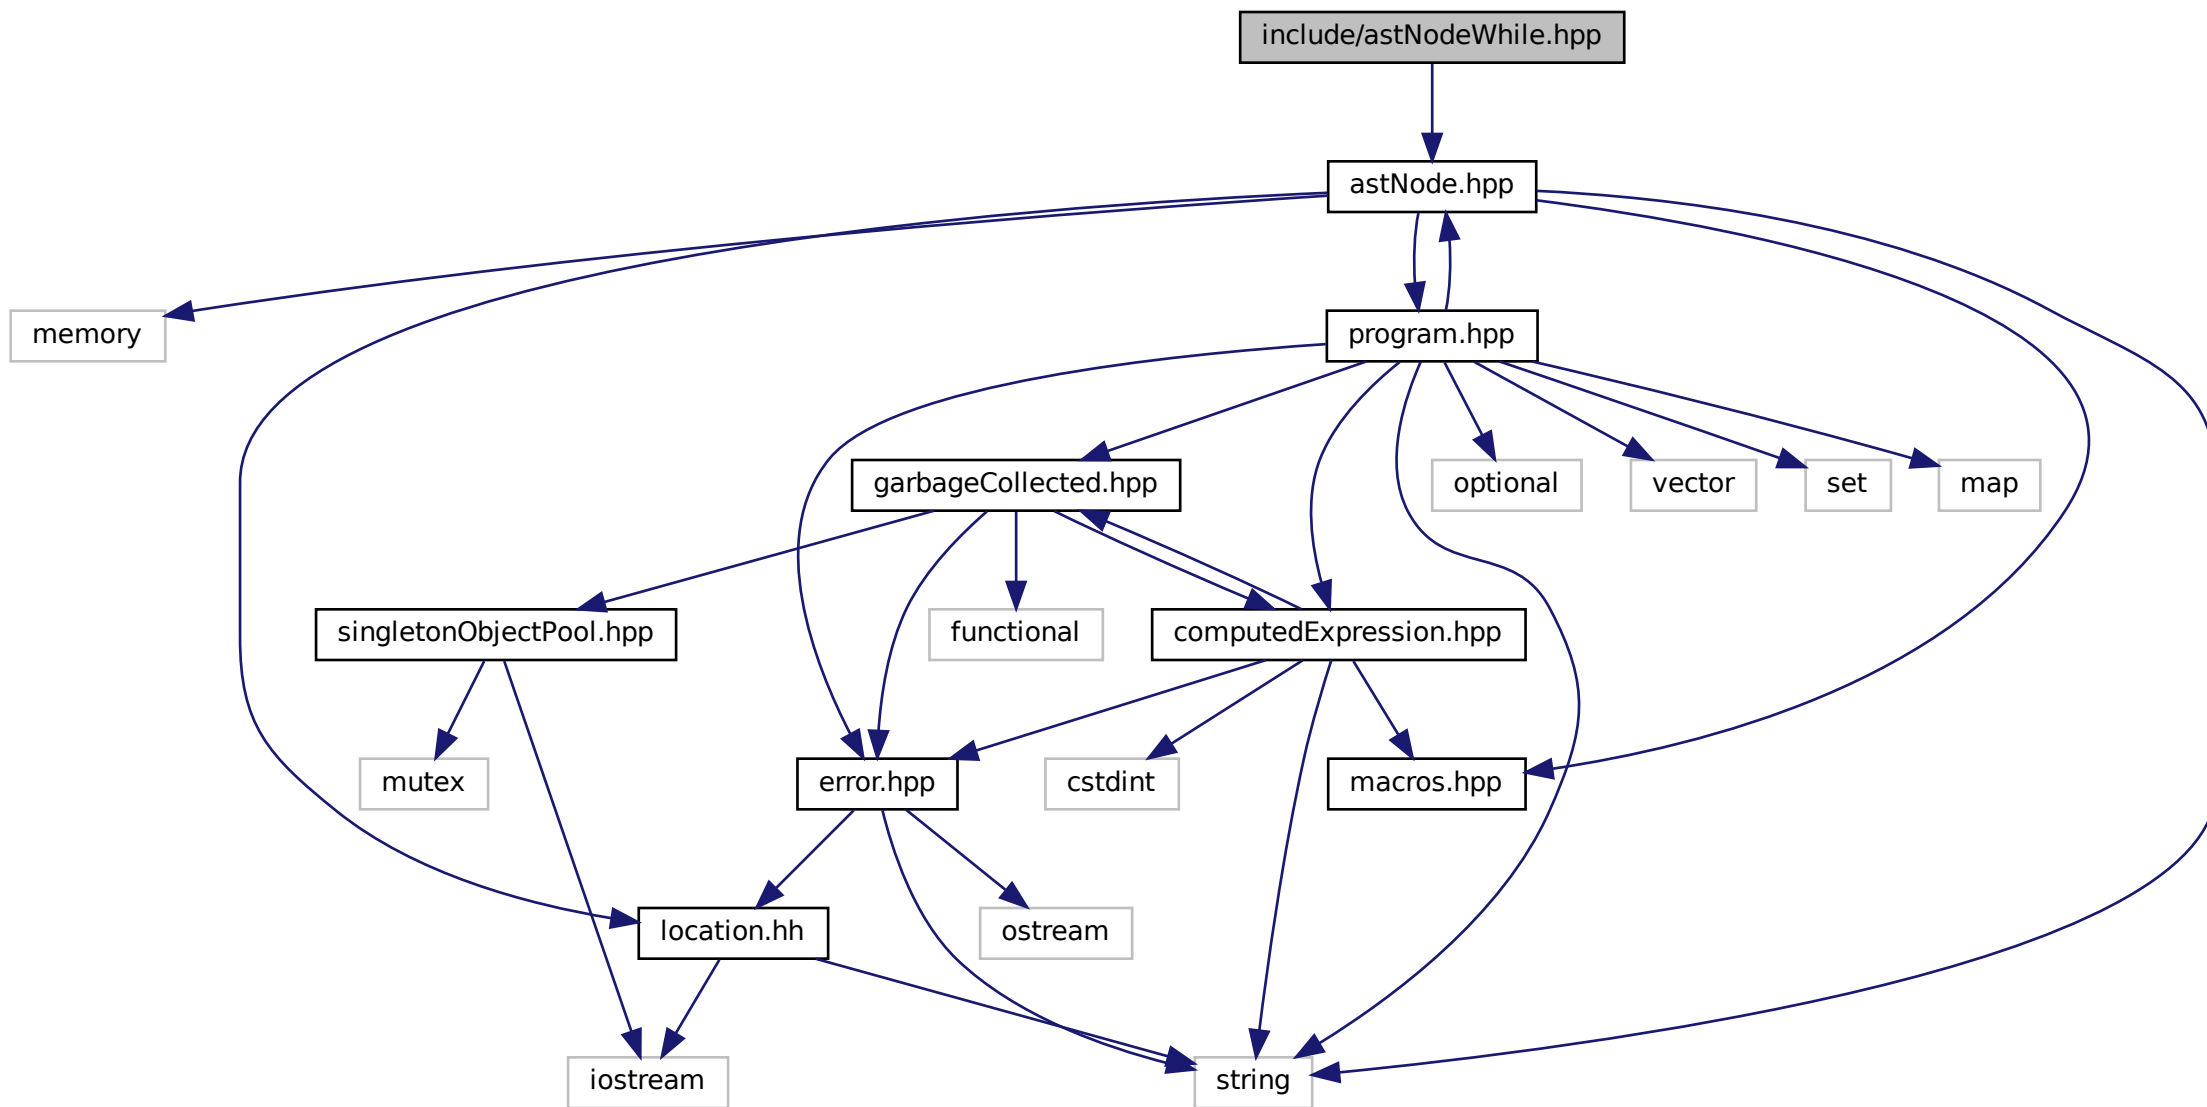 include/astNodeWhile.hpp
astNode.hpp
memory
program.hpp
garbageCollected.hpp
optional
vector
set
map
singletonObjectPool.hpp
functional
computedExpression.hpp
mutex
error.hpp
cstdint
macros.hpp
location.hh
ostream
iostream
string